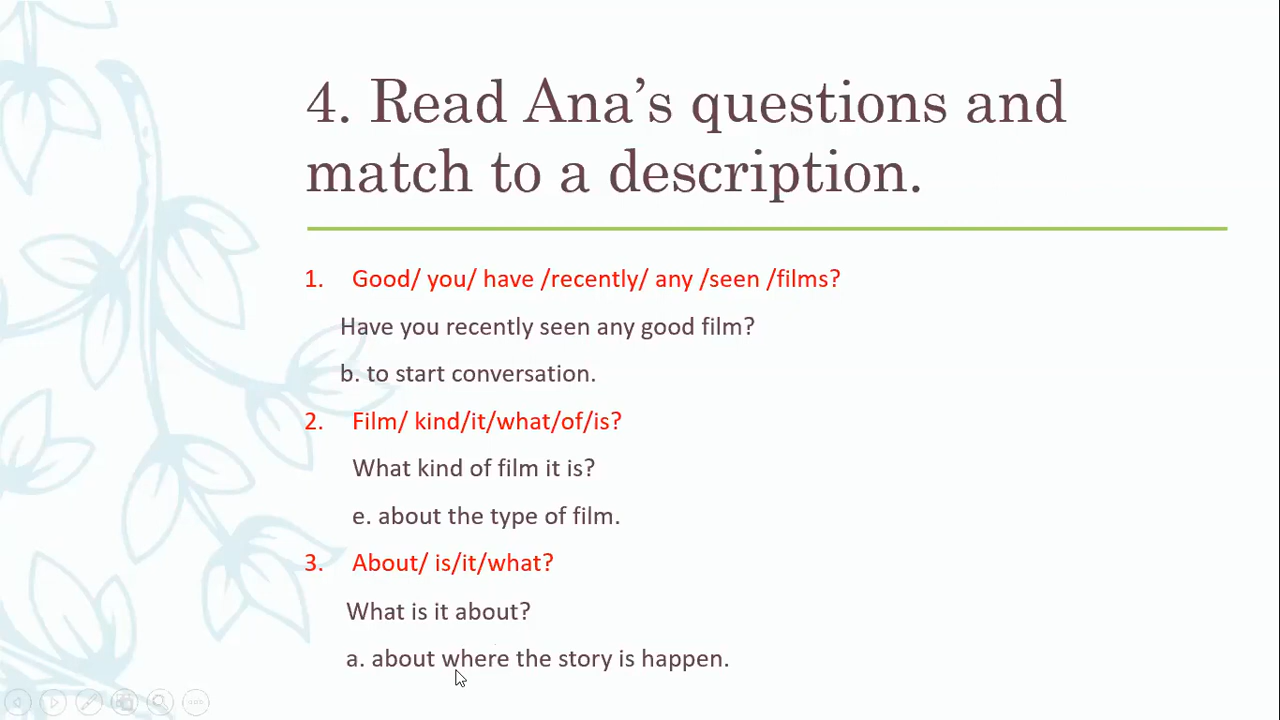 4. Read Ana’s questions and
match to a description.
1. Good/ you/ have /recently/ any /seen /films?
Have you recently seen any good film?
b. to start conversation.
2. Film/ kind/it/what/of/is?
What kind of film it is?
e. about the type of film.
3. About/ is/it/what?
What is it about?
a. about where the story is happen.